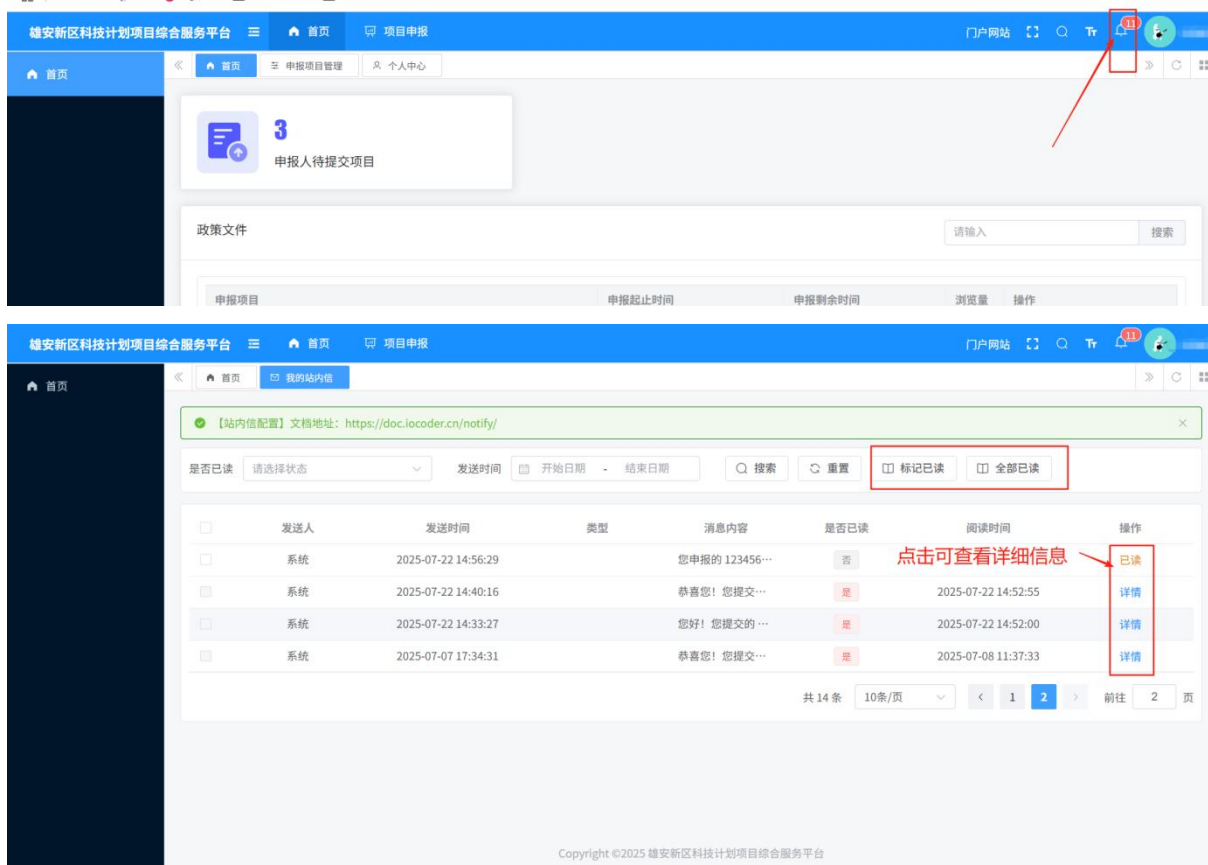 雄安新区科技计划项目综合服务平台 首页 项目申报 门户网站 Tr 11
首页 首页 申报项目管理 个人中心
3
申报人待提交项目
政策文件 请输入 搜索
申报项目 申报起止时间 申报剩余时间 浏览量 操作
雄安新区科技计划项目综合服务平台 首页 项目申报 门户网站 Tr 11
首页 首页 我的站内信
【站内信配置】文档地址：https://doc.iocoder.cn/notify/
是否已读 请选择状态 发送时间 开始日期 - 结束日期 搜索 重置 标记已读 全部已读
发送人 发送时间 类型 消息内容 是否已读 阅读时间 操作
系统 2025-07-22 14:56:29 您申报的 123456… 否 点击可查看详细信息 已读
系统 2025-07-22 14:40:16 恭喜您！您提交… 是 2025-07-22 14:52:55 详情
系统 2025-07-22 14:33:27 您好！您提交的 … 是 2025-07-22 14:52:00 详情
系统 2025-07-07 17:34:31 恭喜您！您提交… 是 2025-07-08 11:37:33 详情
共 14 条 10条/页 1 2 前往 2 页
Copyright ©2025 雄安新区科技计划项目综合服务平台